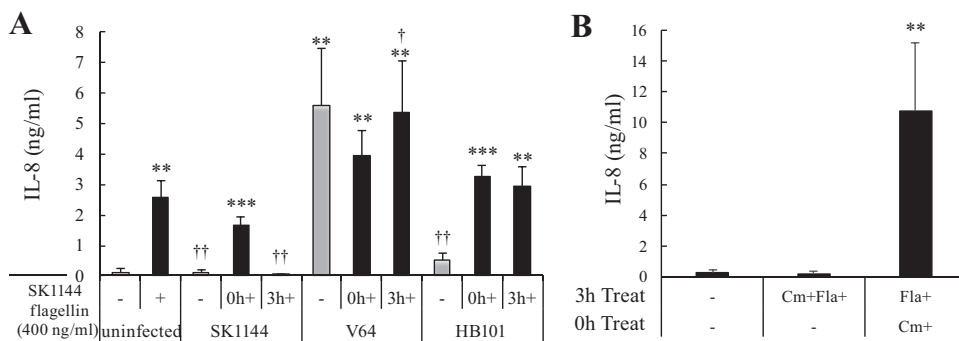 A
IL-8 (ng/ml)
8
7
6
5
4
3
2
1
0
**
††
***
††
**
**
†
**
††
***
**
SK1144
flagellin
(400 ng/ml)
- + - 0h+ 3h+ - 0h+ 3h+ - 0h+ 3h+
uninfected SK1144 V64 HB101
B
IL-8 (ng/ml)
16
14
12
10
8
6
4
2
0
**
3h Treat - Cm+Fla+ Fla+
0h Treat - - Cm+